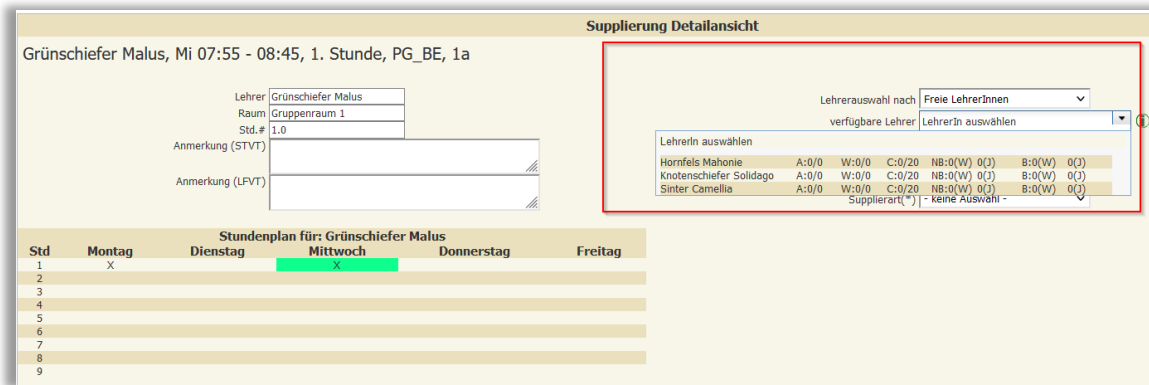 Supplierung Detailansicht
Grünschiefer Malus, Mi 07:55 - 08:45, 1. Stunde, PG_BE, 1a
Lehrer Grünschiefer Malus
Raum Gruppenraum 1
Std.# 1.0
Anmerkung (STVT)
Anmerkung (LFVT)
Lehrerauswahl nach Freie LehrerInnen
verfügbare Lehrer LehrerIn auswählen
LehrerIn auswählen
Hornfels Mahonie A:0/0 W:0/0 C:0/20 NB:0(W) 0(J) B:0(W) 0(J)
Knotenschiefer Solidago A:0/0 W:0/0 C:0/20 NB:0(W) 0(J) B:0(W) 0(J)
Sinter Camellia A:0/0 W:0/0 C:0/20 NB:0(W) 0(J) B:0(W) 0(J)
Supplierart(*) - keine Auswahl -
Stundenplan für: Grünschiefer Malus
Std Montag Dienstag Mittwoch Donnerstag Freitag
1 X X
2
3
4
5
6
7
8
9